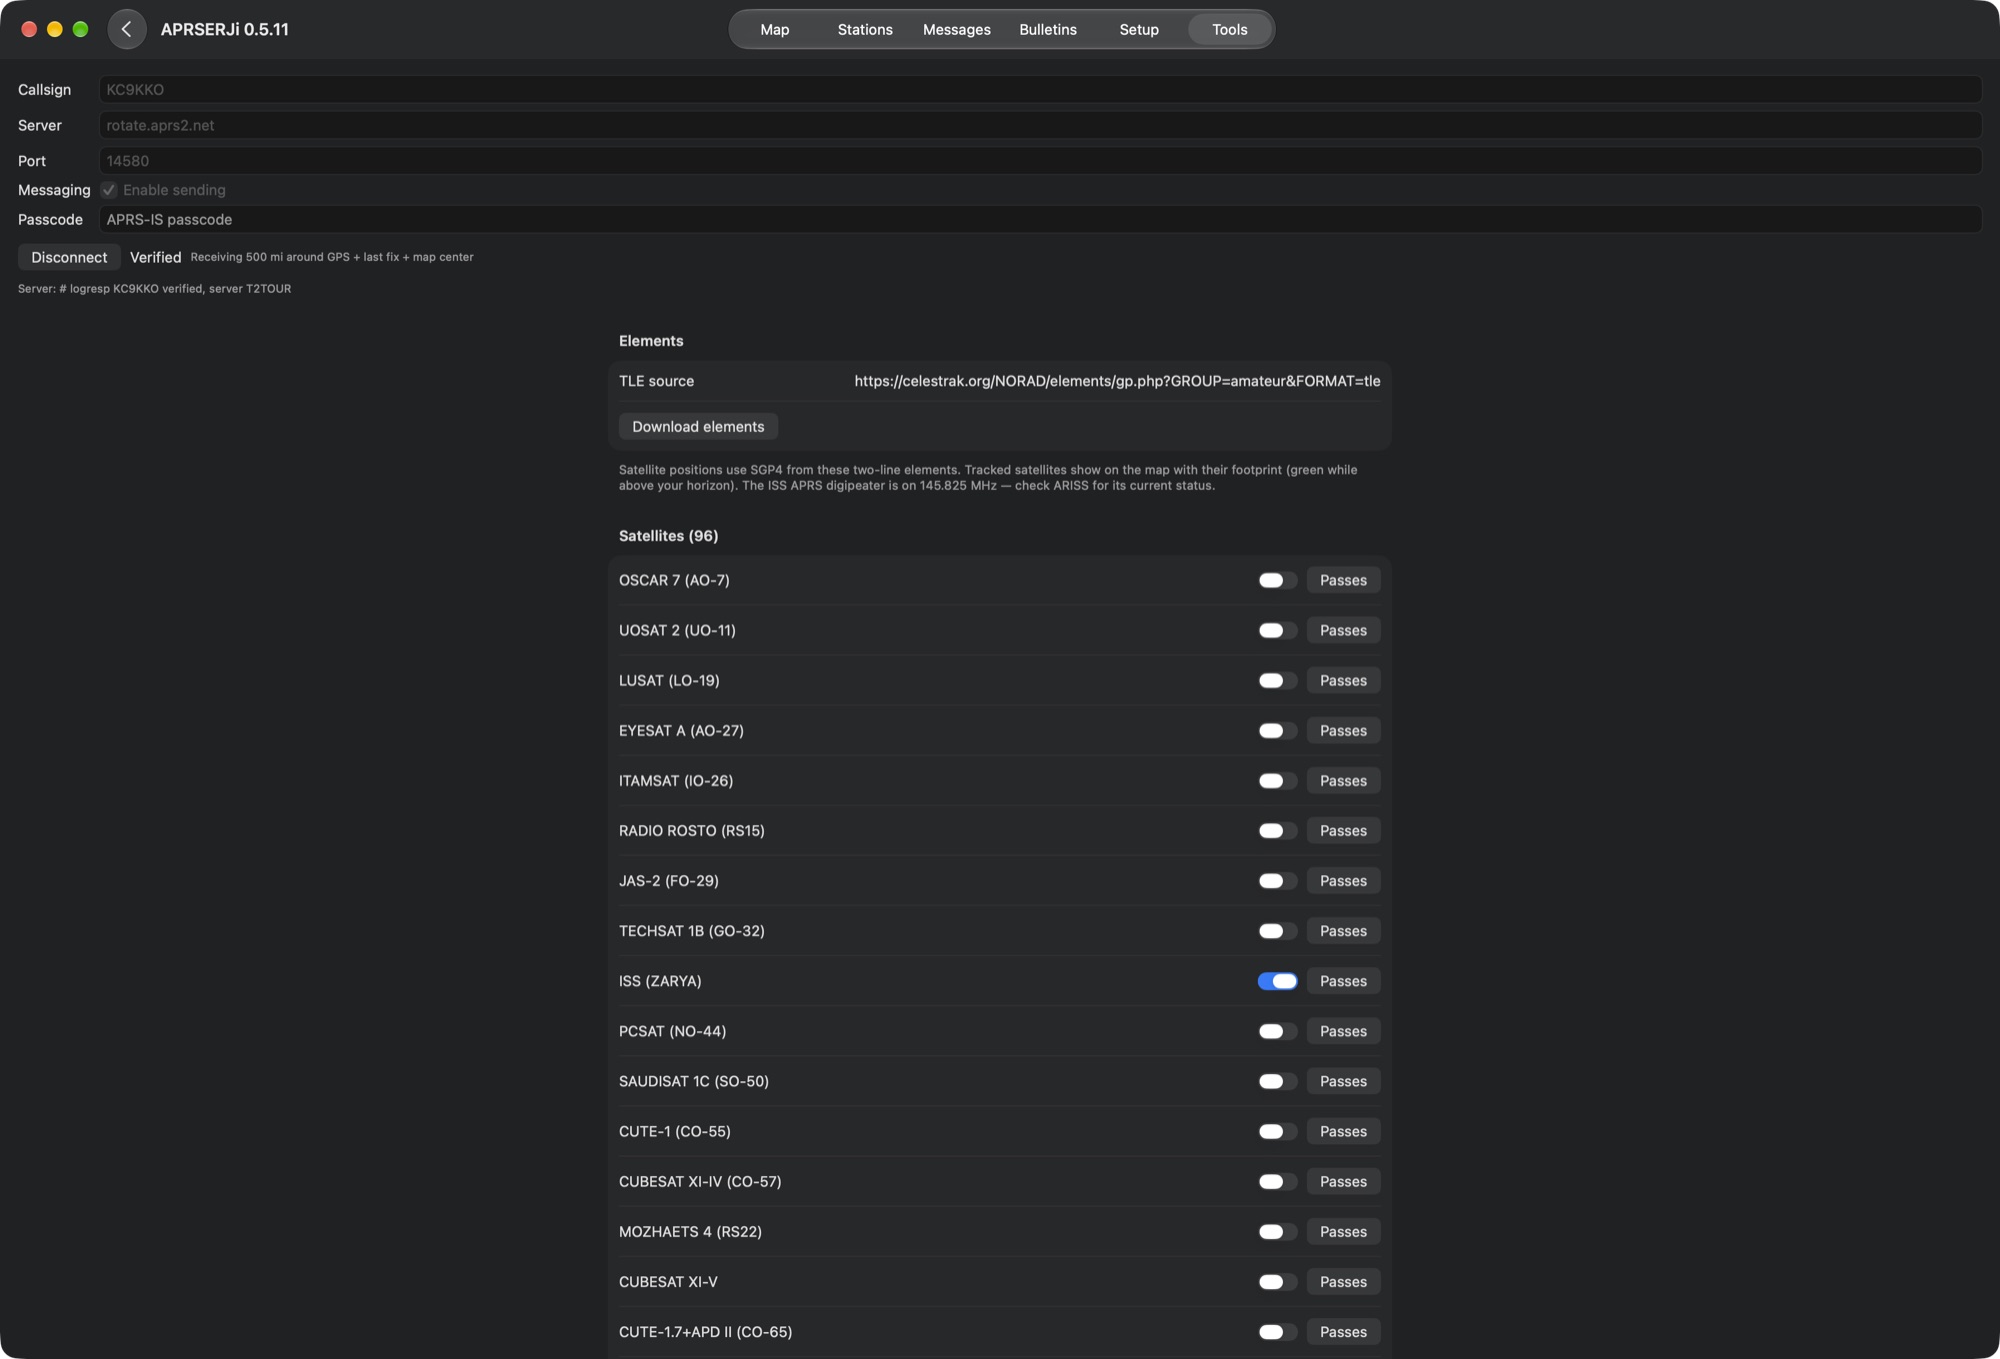 APRSERJi 0.5.11
Map Stations Messages Bulletins Setup Tools
Callsign KC9KKO
Server rotate.aprs2.net
Port 14580
Messaging Enable sending
Passcode APRS-IS passcode
Disconnect Verified Receiving 500 mi around GPS + last fix + map center
Server: # logresp KC9KKO verified, server T2TOUR
Elements
TLE source https://celestrak.org/NORAD/elements/gp.php?GROUP=amateur&FORMAT=tle
Download elements
Satellite positions use SGP4 from these two-line elements. Tracked satellites show on the map with their footprint (green while
above your horizon). The ISS APRS digipeater is on 145.825 MHz — check ARISS for its current status.
Satellites (96)
OSCAR 7 (AO-7) Passes
UOSAT 2 (UO-11) Passes
LUSAT (LO-19) Passes
EYESAT A (AO-27) Passes
ITAMSAT (IO-26) Passes
RADIO ROSTO (RS15) Passes
JAS-2 (FO-29) Passes
TECHSAT 1B (GO-32) Passes
ISS (ZARYA) Passes
PCSAT (NO-44) Passes
SAUDISAT 1C (SO-50) Passes
CUTE-1 (CO-55) Passes
CUBESAT XI-IV (CO-57) Passes
MOZHAETS 4 (RS22) Passes
CUBESAT XI-V Passes
CUTE-1.7+APD II (CO-65) Passes